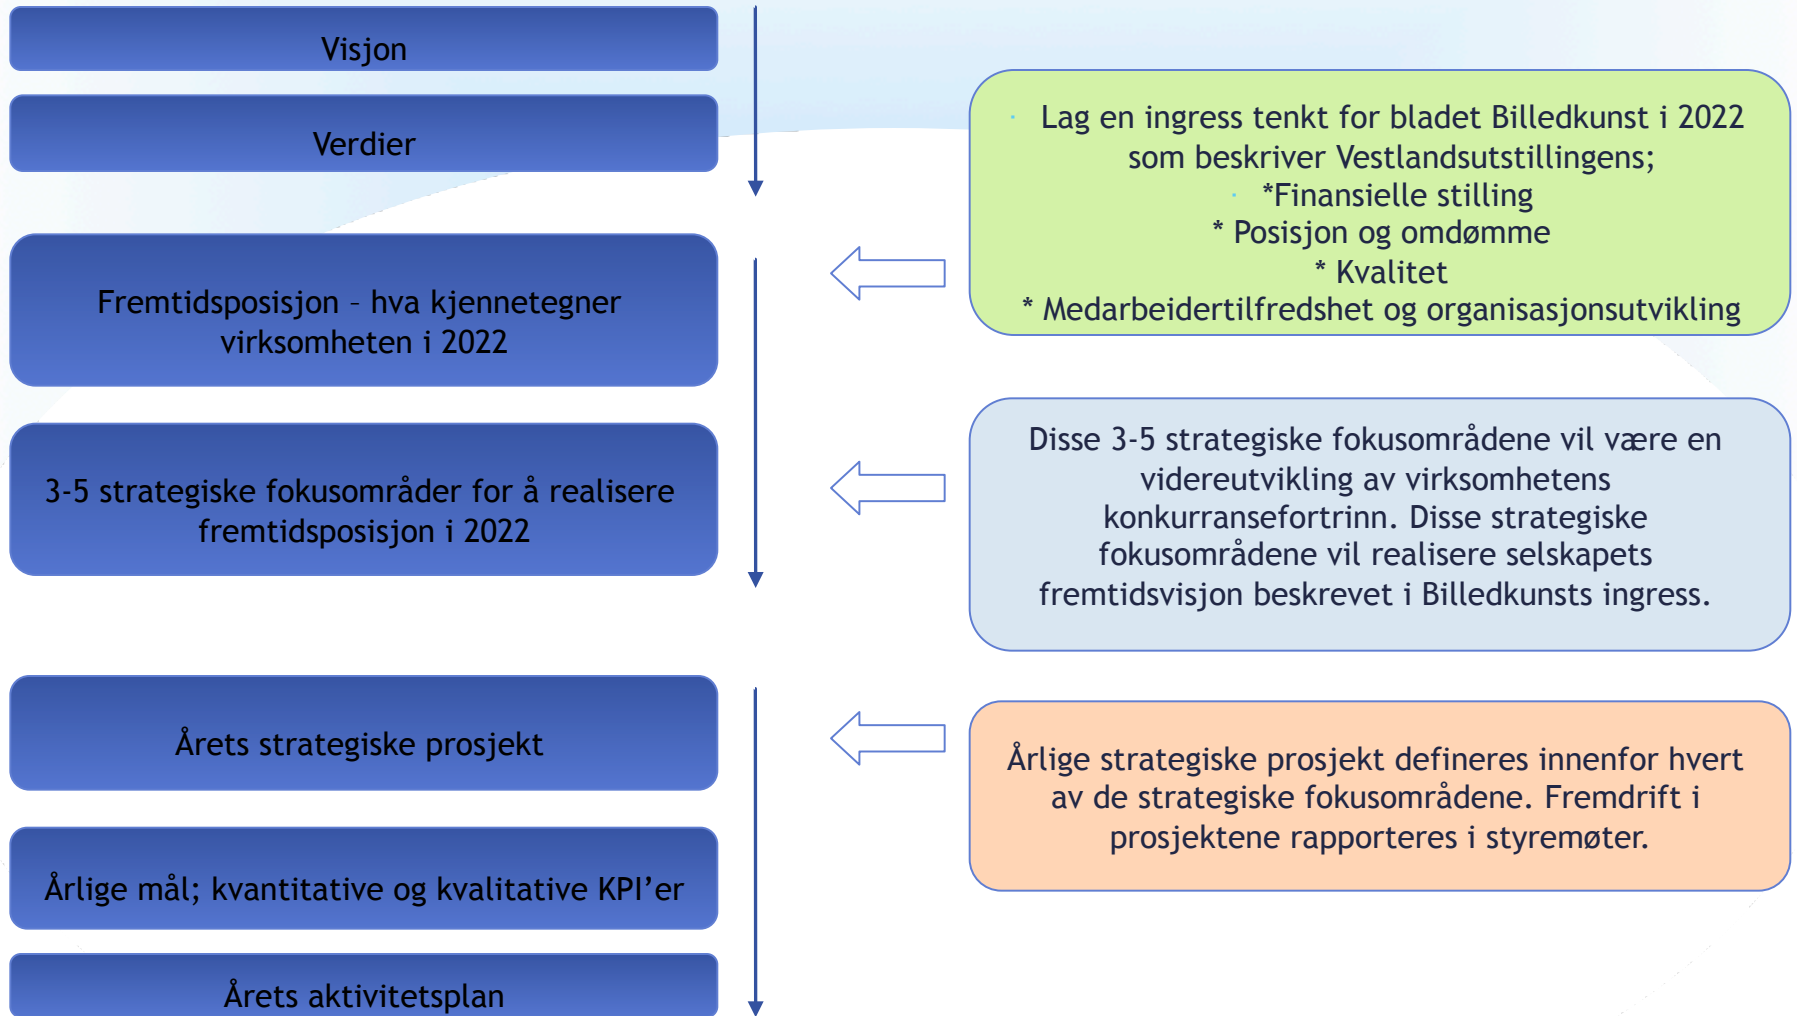 Visjon
Verdier
Fremtidsposisjon – hva kjennetegner
virksomheten i 2022
3-5 strategiske fokusområder for å realisere
fremtidsposisjon i 2022
Årets strategiske prosjekt
Årlige mål; kvantitative og kvalitative KPI’er
Årets aktivitetsplan
· Lag en ingress tenkt for bladet Billedkunst i 2022
som beskriver Vestlandsutstillingens;
· *Finansielle stilling
* Posisjon og omdømme
* Kvalitet
* Medarbeidertilfredshet og organisasjonsutvikling
Disse 3-5 strategiske fokusområdene vil være en
videreutvikling av virksomhetens
konkurransefortrinn. Disse strategiske
fokusområdene vil realisere selskapets
fremtidsvisjon beskrevet i Billedkunsts ingress.
Årlige strategiske prosjekt defineres innenfor hvert
av de strategiske fokusområdene. Fremdrift i
prosjektene rapporteres i styremøter.